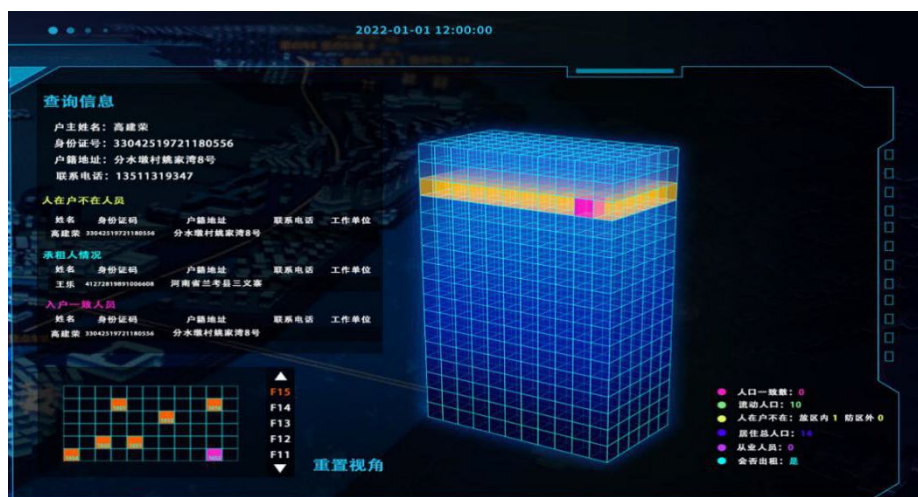 2022-01-01 12:00:00
查询信息
户主姓名：高建荣
身份证号：33042519721180556
户籍地址：分水墩村姚家湾8号
联系电话：13511319347
人在户不在人员
姓名 身份证码 户籍地址 联系电话 工作单位
高建荣 33042519721180556 分水墩村姚家湾8号
承租人情况
姓名 身份证码 户籍地址 联系电话 工作单位
王乐 41272819891006608 河南省兰考县三义寨
入户一致人员
姓名 身份证码 户籍地址 联系电话 工作单位
高建荣 33042519721180556 分水墩村姚家湾8号
F15
F14
F13
F12
F11
重置视角
人口一致数：0
流动人口：10
人在户不在：放区内 1 防区外 0
居住总人口：14
从业人员：0
会否出租：是